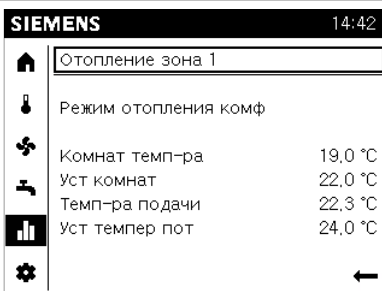 SIEMENS 14:42
Отопление зона 1
Режим отопления комф
Комнат темп-ра 19,0 °C
Уст комнат 22,0 °C
Темп-ра подачи 22,3 °C
Уст темпер пот 24,0 °C